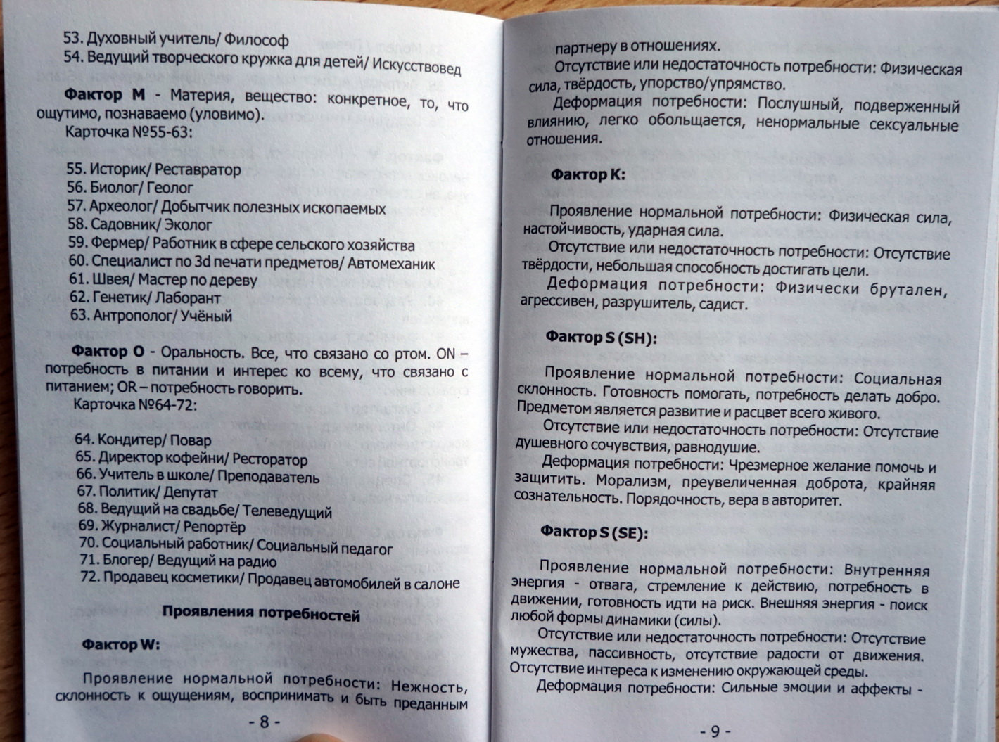 53. Духовный учитель/ Философ
54. Ведущий творческого кружка для детей/ Искусствовед
Фактор М - Материя, вещество: конкретное, то, что
ощутимо, познаваемо (уловимо).
Карточка №55-63:
55. Историк/ Реставратор
56. Биолог/ Геолог
57. Археолог/ Добытчик полезных ископаемых
58. Садовник/ Эколог
59. Фермер/ Работник в сфере сельского хозяйства
60. Специалист по 3d печати предметов/ Автомеханик
61. Швея/ Мастер по дереву
62. Генетик/ Лаборант
63. Антрополог/ Учёный
Фактор О - Оральность. Все, что связано со ртом. ON –
потребность в питании и интерес ко всему, что связано с
питанием; OR – потребность говорить.
Карточка №64-72:
64. Кондитер/ Повар
65. Директор кофейни/ Ресторатор
66. Учитель в школе/ Преподаватель
67. Политик/ Депутат
68. Ведущий на свадьбе/ Телеведущий
69. Журналист/ Репортёр
70. Социальный работник/ Социальный педагог
71. Блогер/ Ведущий на радио
72. Продавец косметики/ Продавец автомобилей в салоне
Проявления потребностей
Фактор W:
Проявление нормальной потребности: Нежность,
склонность к ощущениям, воспринимать и быть преданным
- 8 -
партнеру в отношениях.
Отсутствие или недостаточность потребности: Физическая
сила, твёрдость, упорство/упрямство.
Деформация потребности: Послушный, подверженный
влиянию, легко обольщается, ненормальные сексуальные
отношения.
Фактор К:
Проявление нормальной потребности: Физическая сила,
настойчивость, ударная сила.
Отсутствие или недостаточность потребности: Отсутствие
твёрдости, небольшая способность достигать цели.
Деформация потребности: Физически брутален,
агрессивен, разрушитель, садист.
Фактор S (SH):
Проявление нормальной потребности: Социальная
склонность. Готовность помогать, потребность делать добро.
Предметом является развитие и расцвет всего живого.
Отсутствие или недостаточность потребности: Отсутствие
душевного сочувствия, равнодушие.
Деформация потребности: Чрезмерное желание помочь и
защитить. Морализм, преувеличенная доброта, крайняя
сознательность. Порядочность, вера в авторитет.
Фактор S (SE):
Проявление нормальной потребности: Внутренняя
энергия - отвага, стремление к действию, потребность в
движении, готовность идти на риск. Внешняя энергия - поиск
любой формы динамики (силы).
Отсутствие или недостаточность потребности: Отсутствие
мужества, пассивность, отсутствие радости от движения.
Отсутствие интереса к изменению окружающей среды.
Деформация потребности: Сильные эмоции и аффекты -
- 9 -